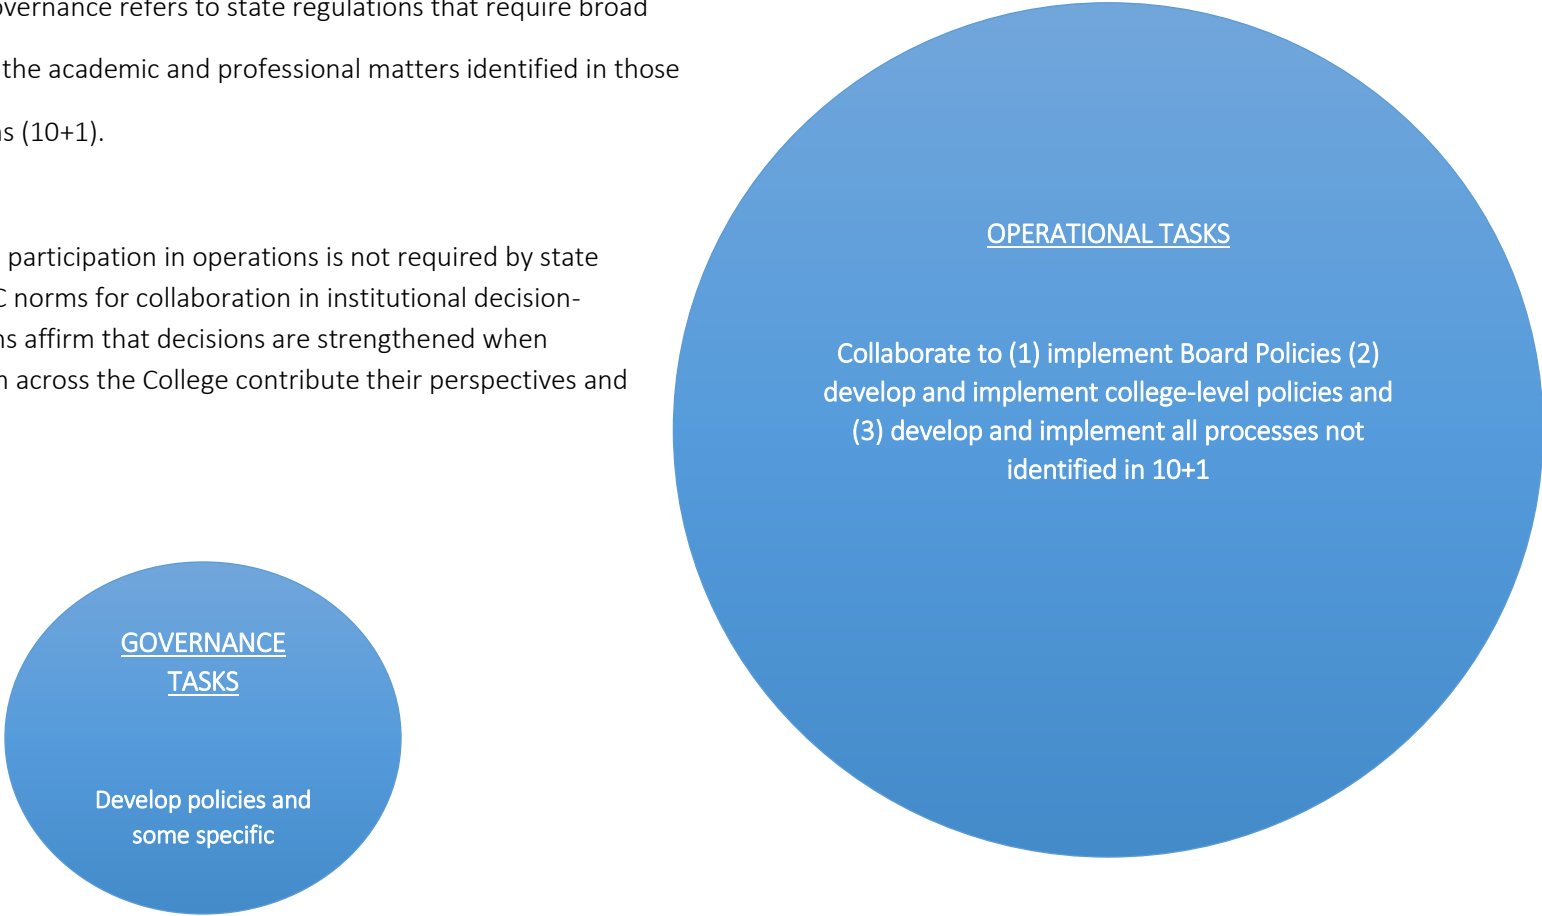 overnance refers to state regulations that require broad
the academic and professional matters identified in those
s (10+1).
participation in operations is not required by state
C norms for collaboration in institutional decision-
ns affirm that decisions are strengthened when
across the College contribute their perspectives and
OPERATIONAL TASKS
Collaborate to (1) implement Board Policies (2)
develop and implement college-level policies and
(3) develop and implement all processes not
identified in 10+1
GOVERNANCE
TASKS
Develop policies and
some specific